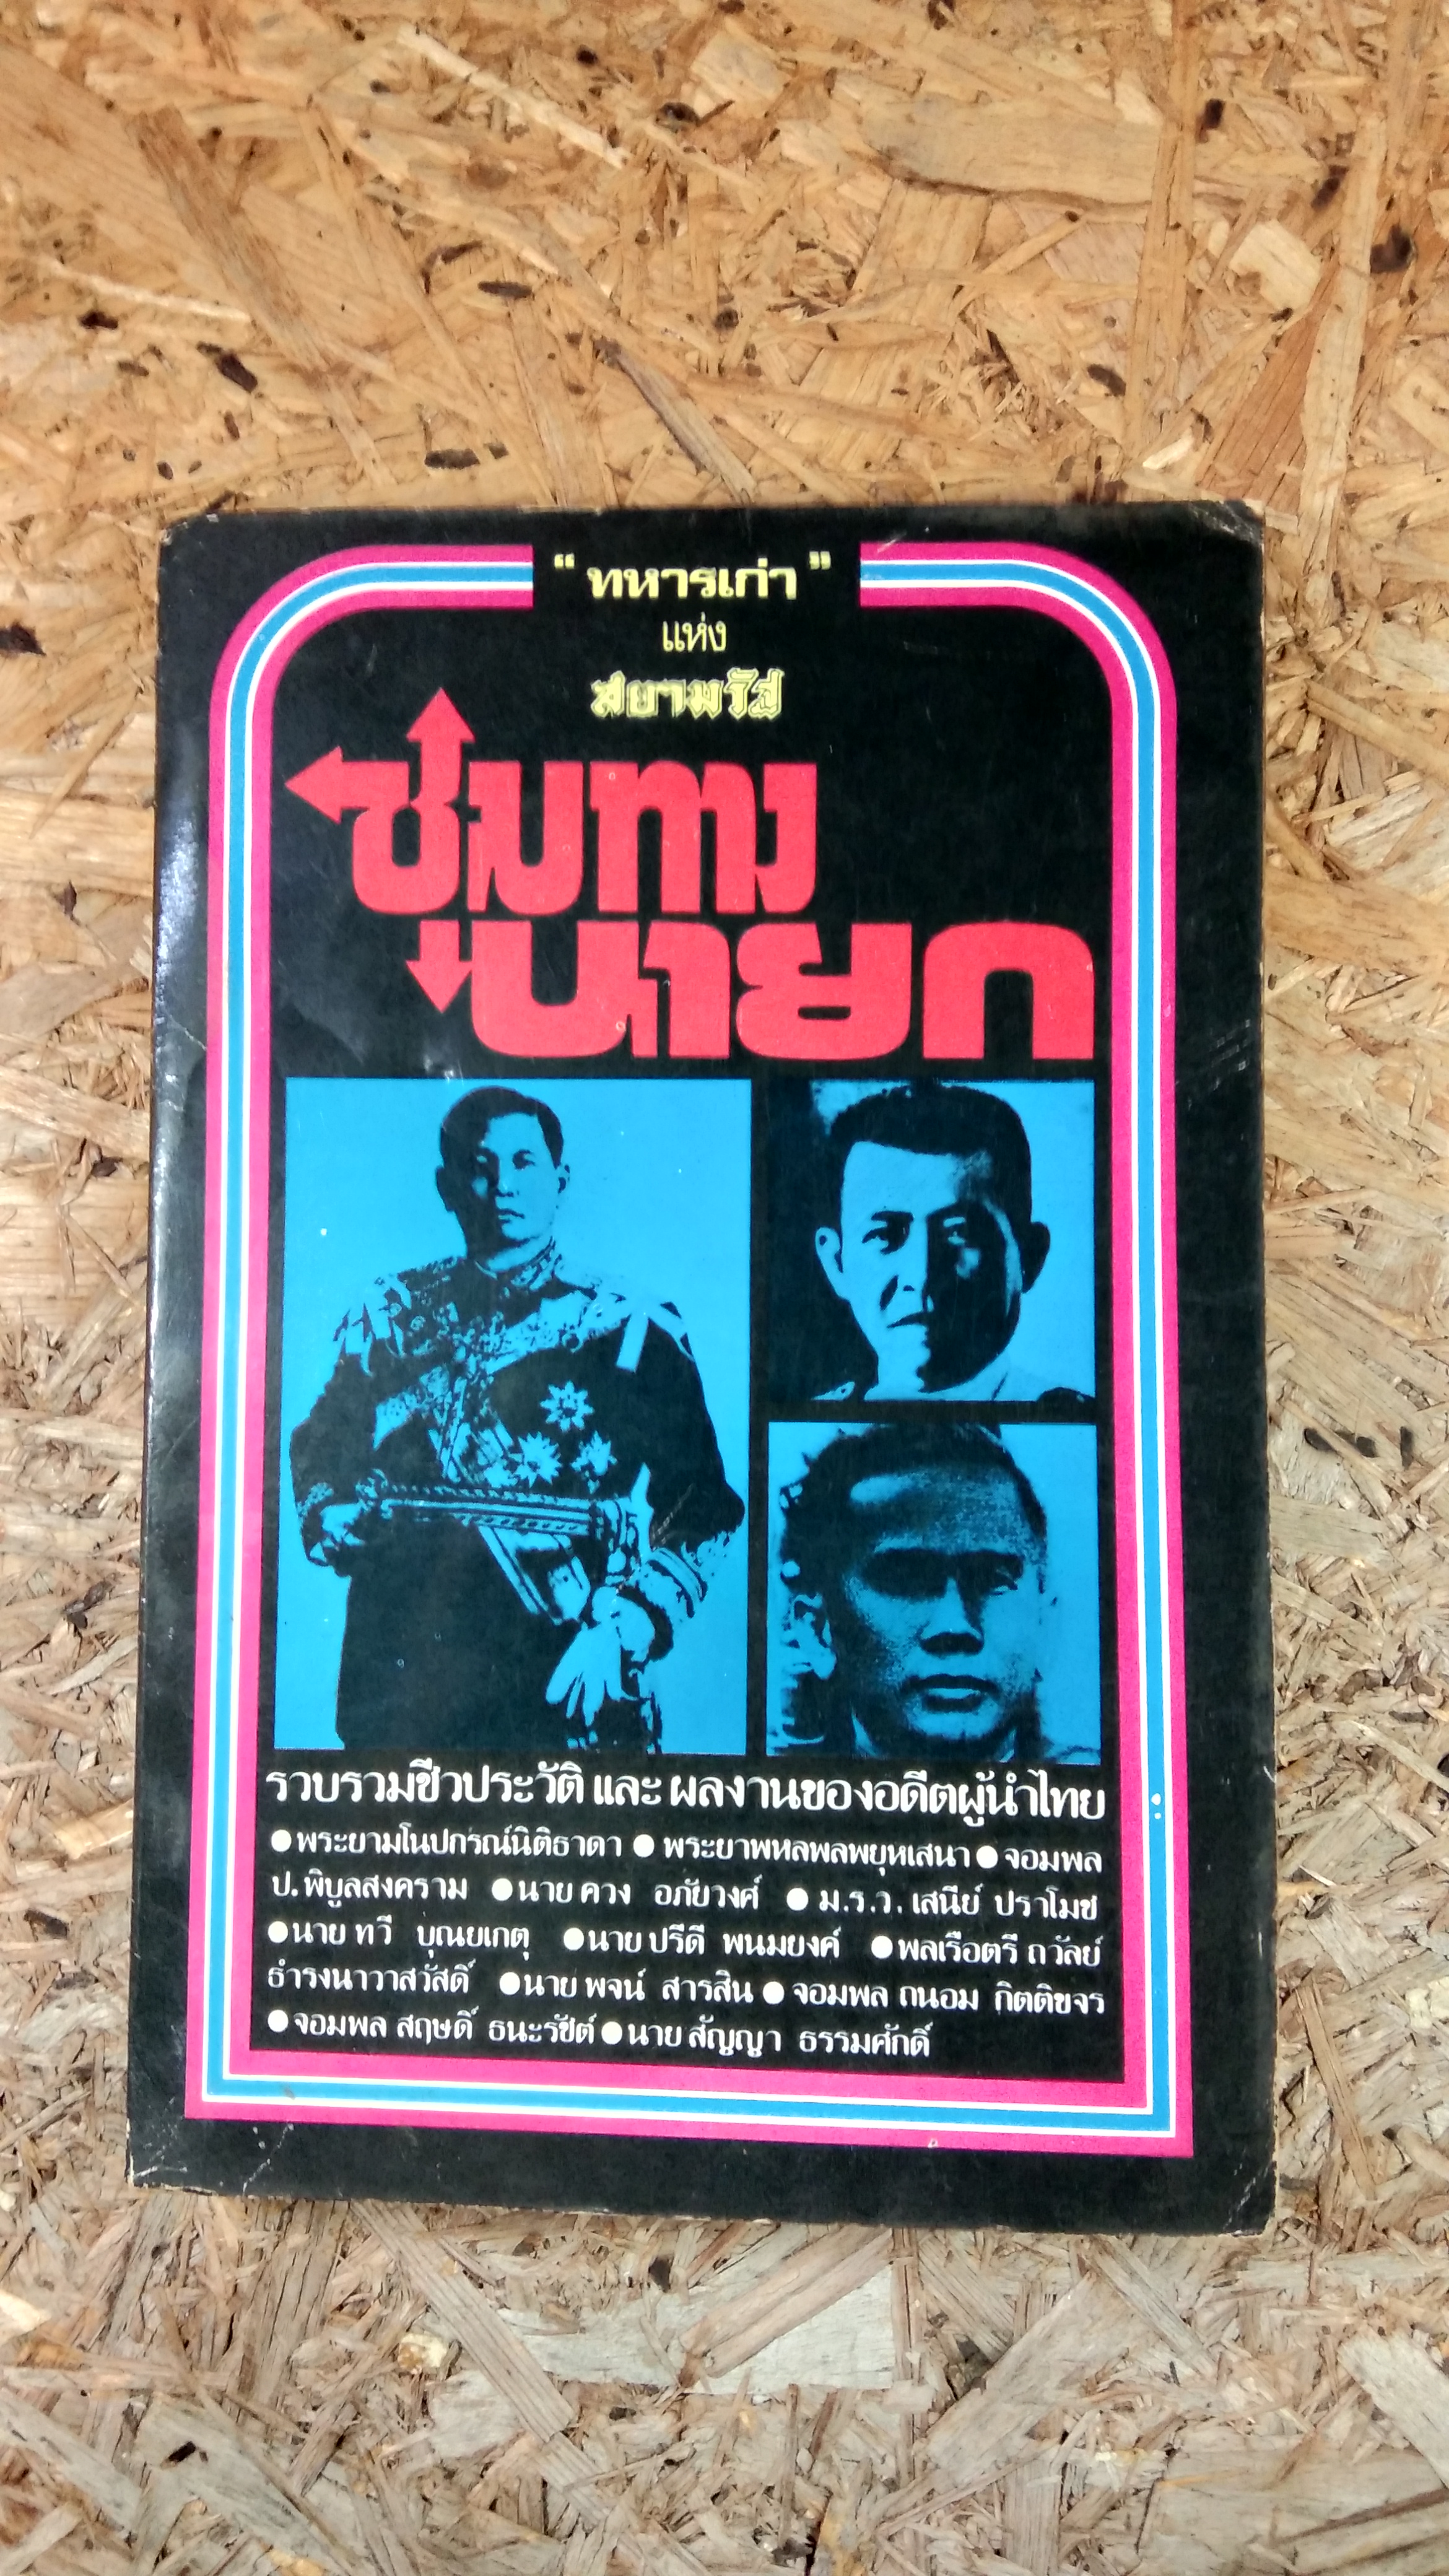 “ ทหารเก่า ”
แห่ง
สยามรัฐ
ชุมทาง
นายก
รวบรวมชีวประวัติ และ ผลงานของอดีตผู้นำไทย
●พระยามโนปกรณ์นิติธาดา ● พระยาพหลพลพยุหเสนา ● จอมพล
ป. พิบูลสงคราม ●นาย ควง อภัยวงศ์ ● ม.ร.ว. เสนีย์ ปราโมช
●นาย ทวี บุณยเกตุ ●นาย ปรีดี พนมยงค์ ●พลเรือตรี ถวัลย์
ธำรงนาวาสวัสดิ์ ●นาย พจน์ สารสิน ● จอมพล ถนอม กิตติขจร
●จอมพล สฤษดิ์ ธนะรัชต์ ●นาย สัญญา ธรรมศักดิ์